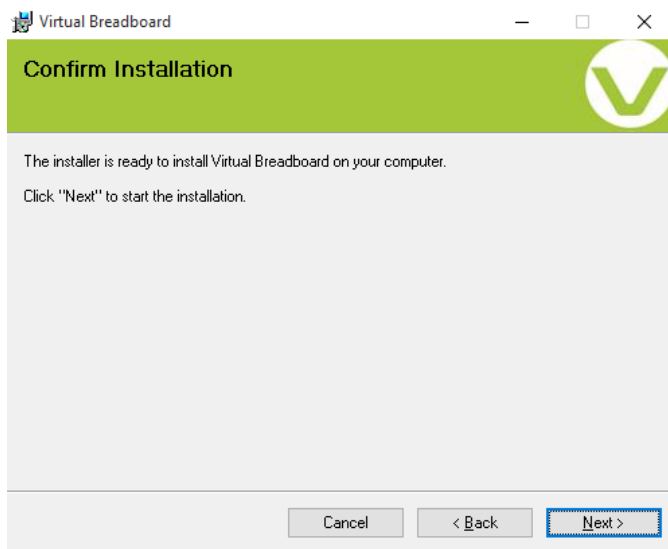 Virtual Breadboard
Confirm Installation
The installer is ready to install Virtual Breadboard on your computer.
Click "Next" to start the installation.
Cancel
< Back
Next >